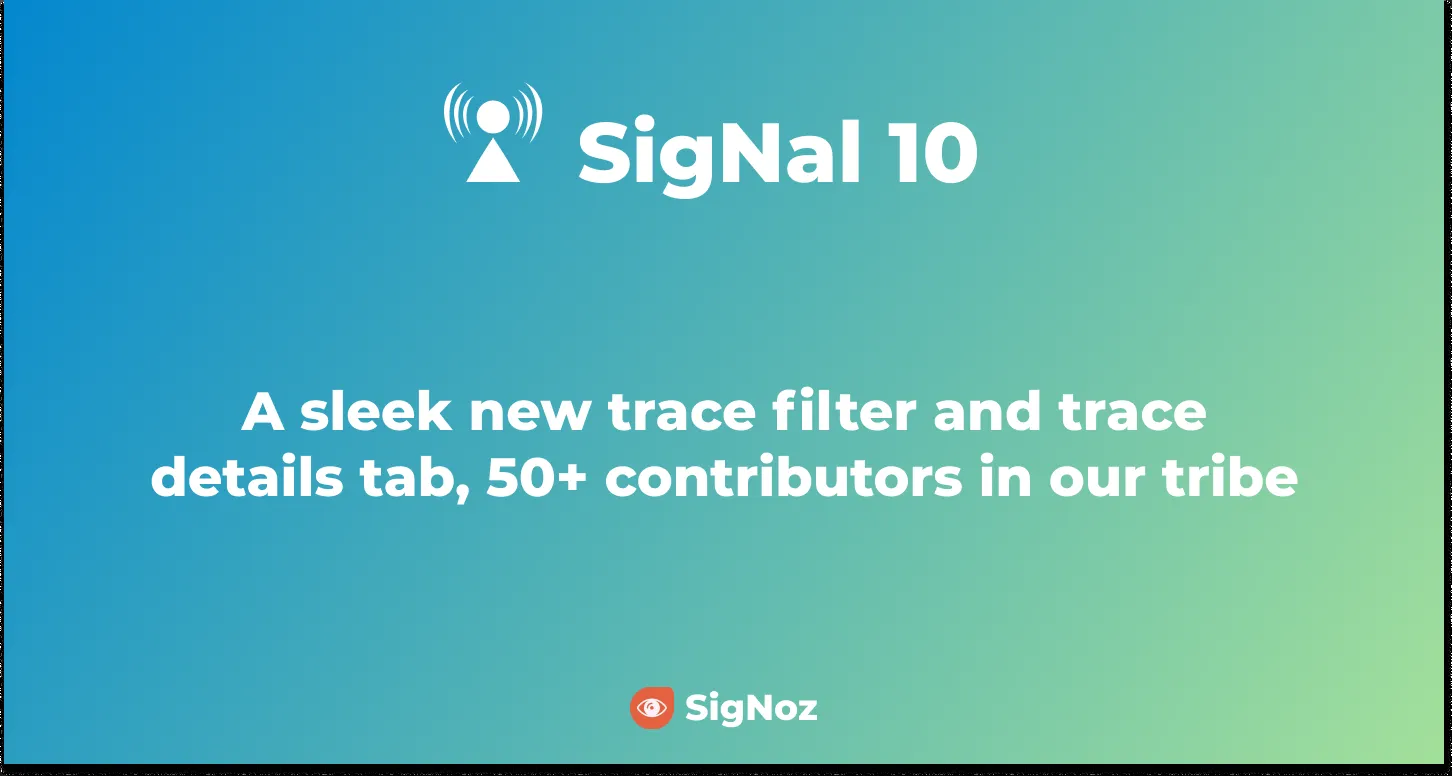 SigNal 10
A sleek new trace filter and trace
details tab, 50+ contributors in our tribe
SigNoz